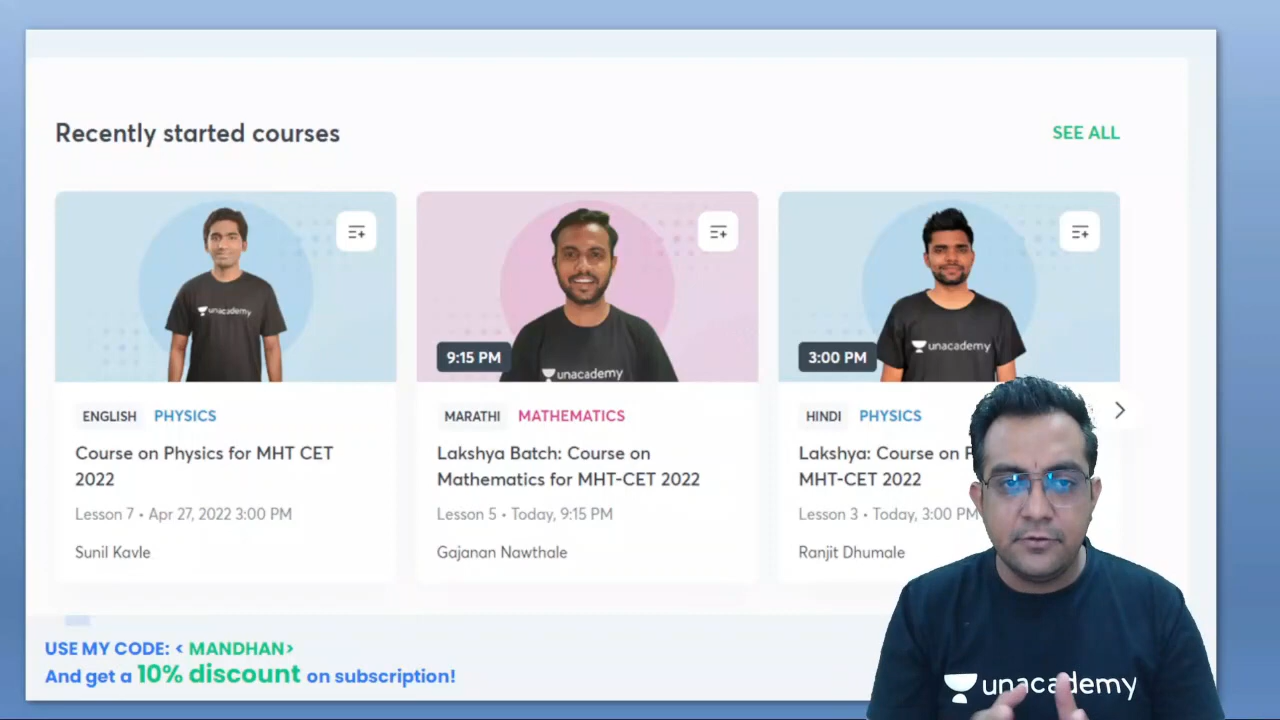 Recently started courses
SEE ALL
unacademy
9:15 PM
unacademy
3:00 PM
unacademy
ENGLISH PHYSICS
Course on Physics for MHT CET
2022
Lesson 7 • Apr 27, 2022 3:00 PM
Sunil Kavle
MARATHI MATHEMATICS
Lakshya Batch: Course on
Mathematics for MHT-CET 2022
Lesson 5 • Today, 9:15 PM
Gajanan Nawthale
HINDI PHYSICS
Lakshya: Course on
MHT-CET 2022
Lesson 3 • Today, 3:00 PM
Ranjit Dhumale
USE MY CODE: < MANDHAN>
And get a 10% discount on subscription!
unacademy